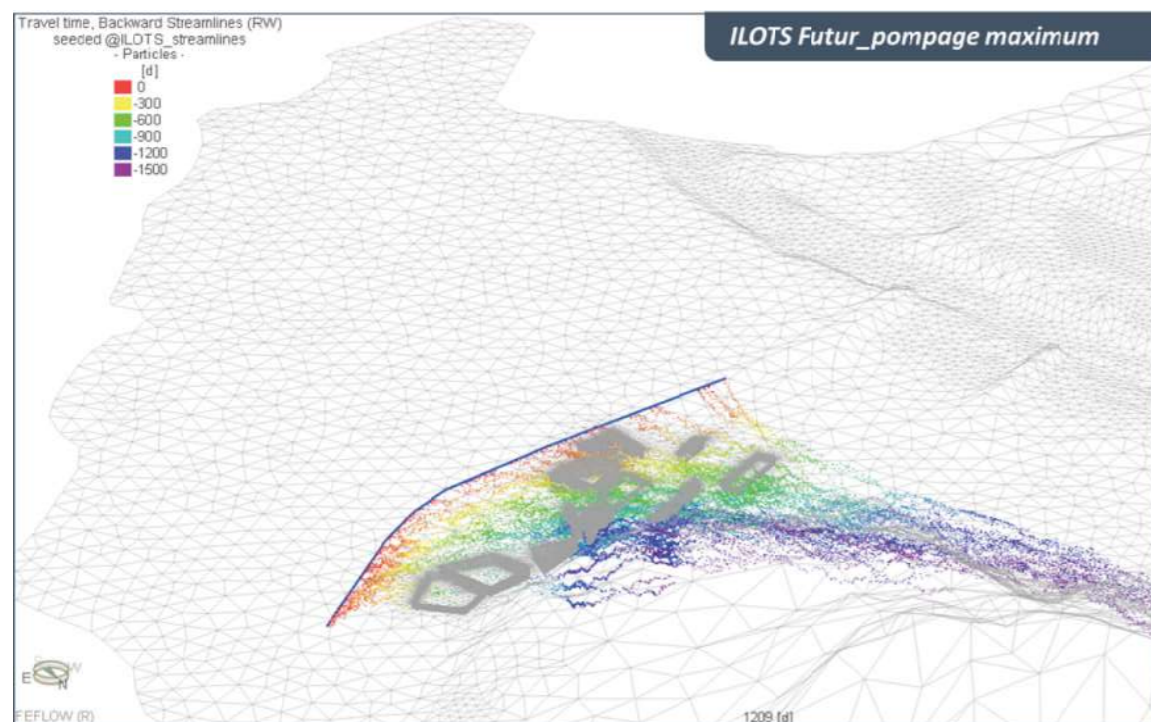 Travel time, Backward Streamlines (RW)
seeded @ILOTS_streamlines
- Particles -
[d]
0
-300
-600
-900
-1200
-1500
ILOTS Futur_pompage maximum
E
N
W
FEFLOW (R)
1209 [d]